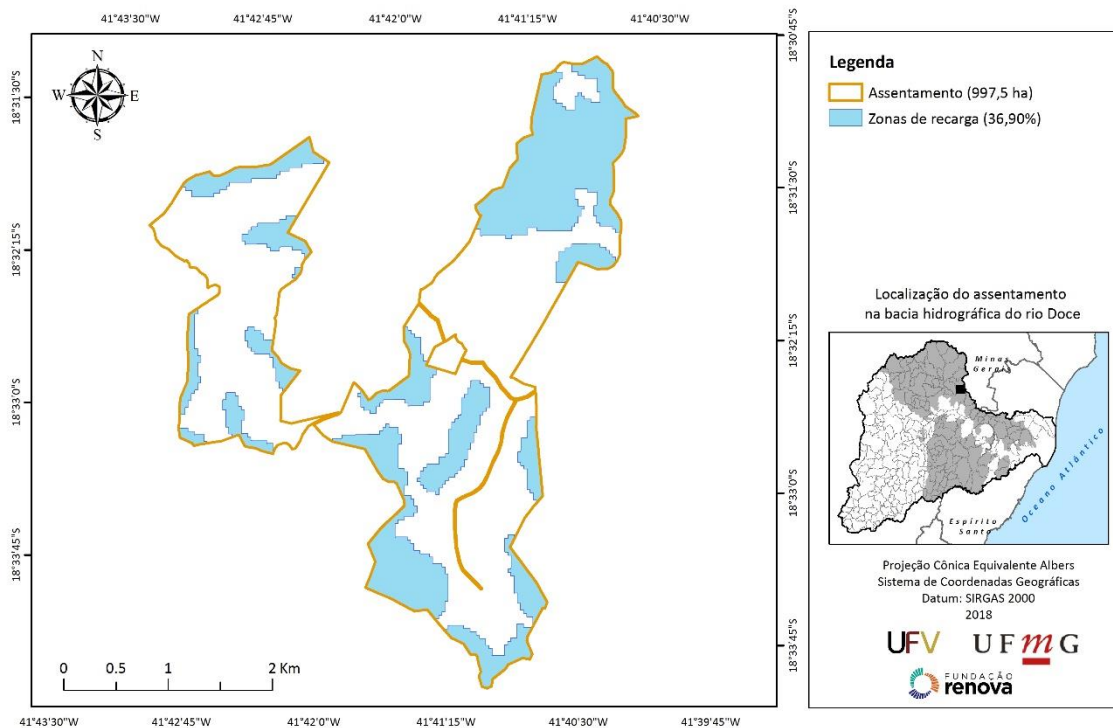 41°43'30"W 41°42'45"W 41°42'0"W 41°41'15"W 41°40'30"W
18°31'30"S
18°32'15"S
18°33'0"S
18°33'45"S
N
W E
S
18°30'45"S
18°31'30"S
18°32'15"S
18°33'0"S
18°33'45"S
0 0.5 1 2 Km
41°43'30"W 41°42'45"W 41°42'0"W 41°41'15"W 41°40'30"W 41°39'45"W
Legenda
Assentamento (997,5 ha)
Zonas de recarga (36,90%)
Localização do assentamento
na bacia hidrográfica do rio Doce
Minas
Gerais
Espírito
Santo
Oceano Atlântico
Projeção Cônica Equivalente Albers
Sistema de Coordenadas Geográficas
Datum: SIRGAS 2000
2018
UFV UFmG
FUNDAÇÃO
renova